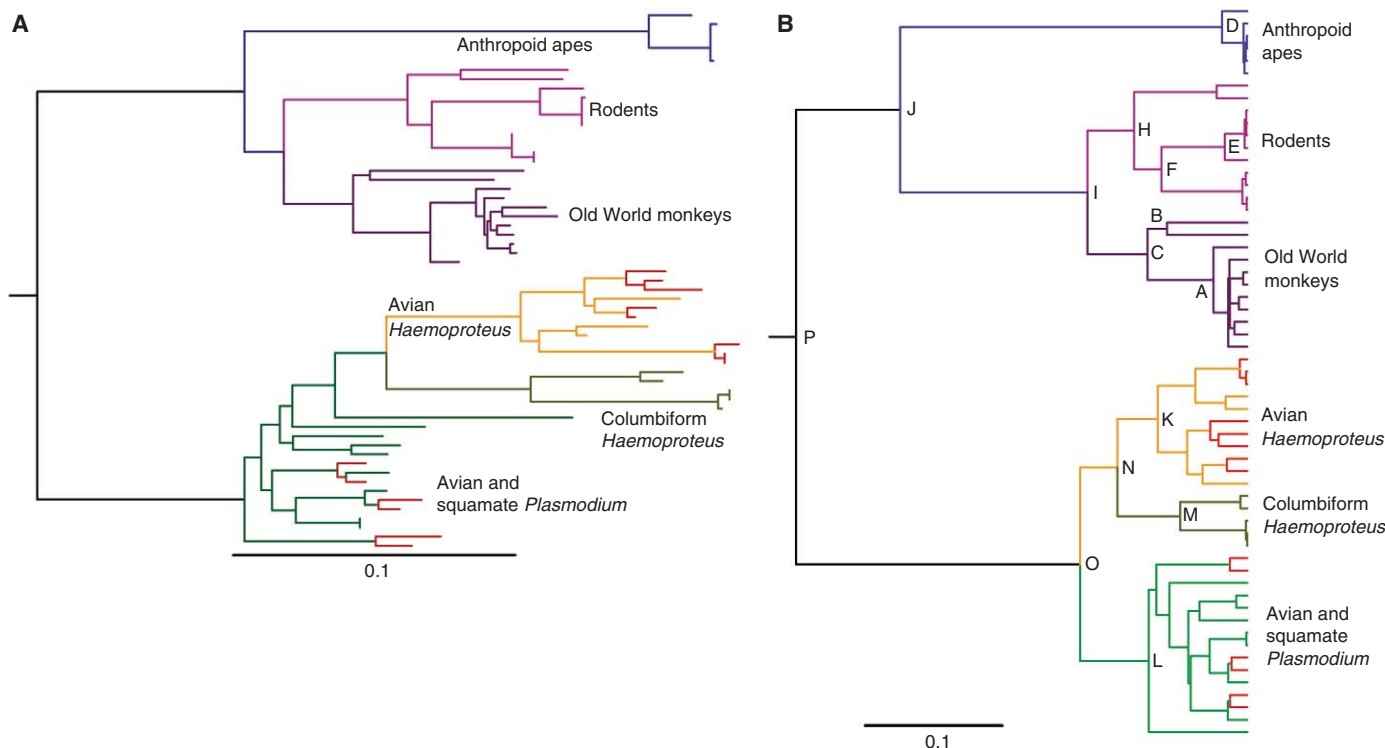 A
Anthropoid apes
Rodents
Old World monkeys
Avian
Haemoproteus
Columbiform
Haemoproteus
Avian and
squamate Plasmodium
0.1
B
D
Anthropoid
apes
J
H
E
Rodents
F
I
B
C
A
Old World
monkeys
P
K
Avian
Haemoproteus
N
M
Columbiform
Haemoproteus
O
L
Avian and
squamate
Plasmodium
0.1